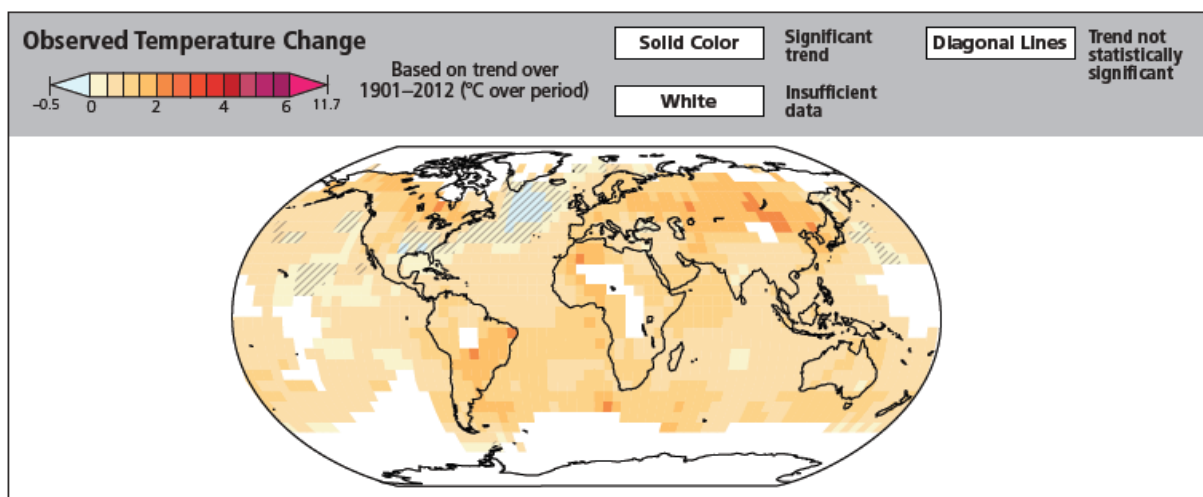 Observed Temperature Change
−0.5 0 2 4 6 11.7
Based on trend over
1901–2012 (°C over period)
Solid Color
Significant
trend
White
Insufficient
data
Diagonal Lines
Trend not
statistically
significant